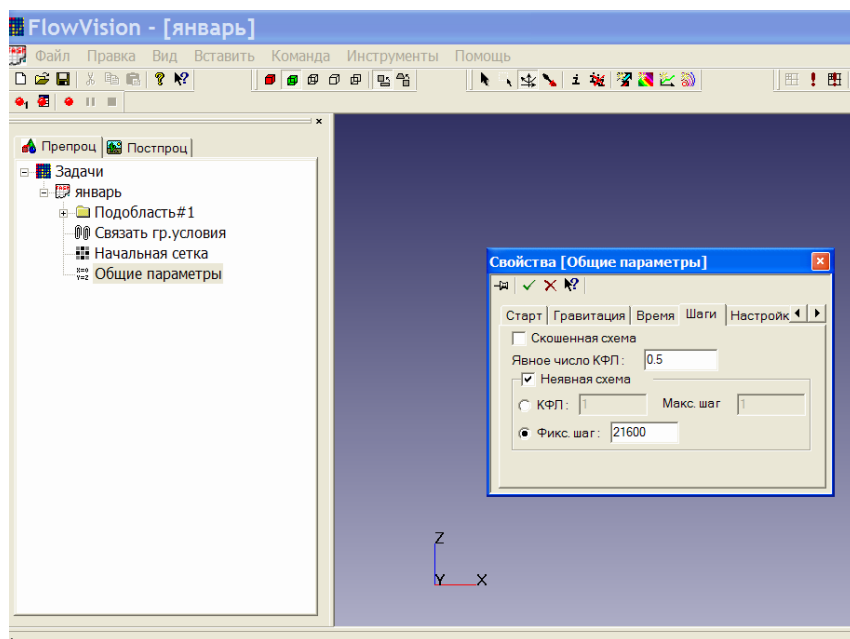 FlowVision - [январь]
Файл Правка Вид Вставить Команда Инструменты Помощь
Препроц Постпроц
Задачи
январь
Подобласть#1
Связать гр.условия
Начальная сетка
Общие параметры
Свойства [Общие параметры]
Старт Гравитация Время Шаги Настройк
Скошенная схема
Явное число КФП: 0.5
Неявная схема
КФП: 1 Макс. шаг 1
Фикс. шаг: 21600
Z
Y X